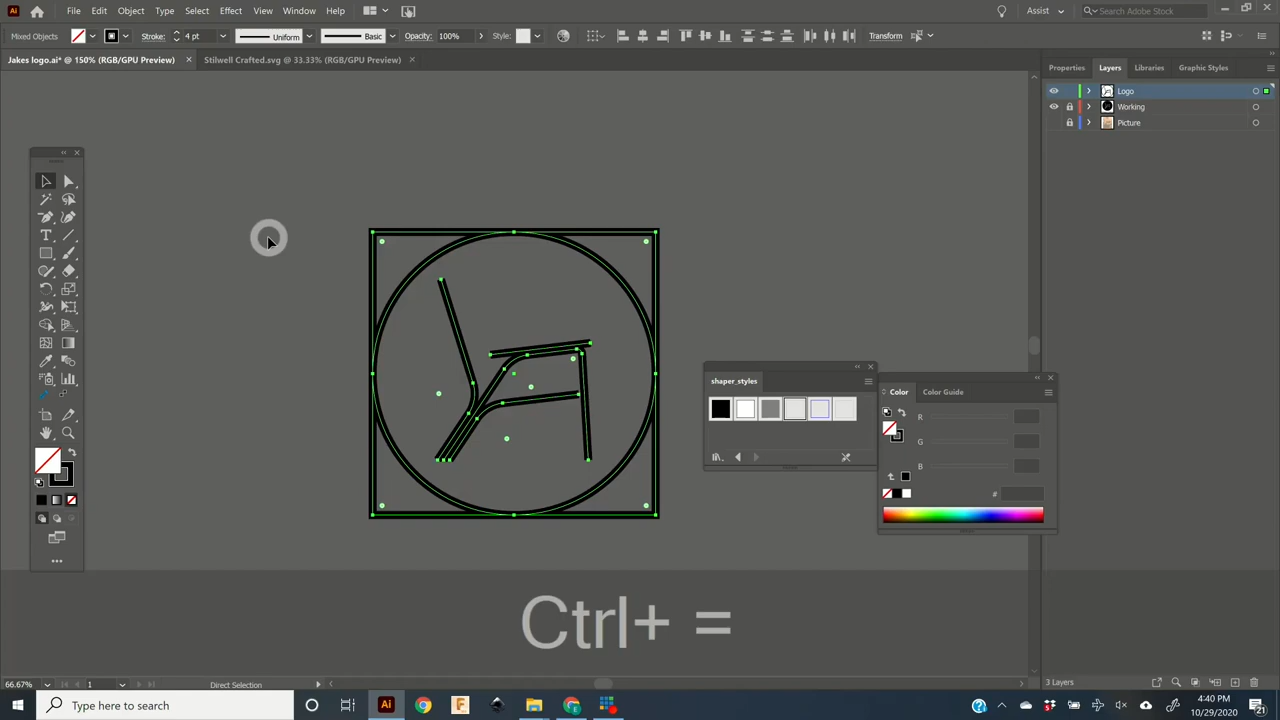 File Edit Object Type Select Effect View Window Help Assist Search Adobe Stock
Mixed Objects Stroke: 4 pt Uniform Basic Opacity: 100% Style: Transform
Jakes logo.ai* @ 150% (RGB/GPU Preview) Stilwell Crafted.svg @ 33.33% (RGB/GPU Preview)
Properties Layers Libraries Graphic Styles
Logo
Working
Picture
shaper_styles
Color Color Guide
R
G
B
#
Ctrl+ =
66.67% 1 Direct Selection 3 Layers
Type here to search
4:40 PM
10/29/2020